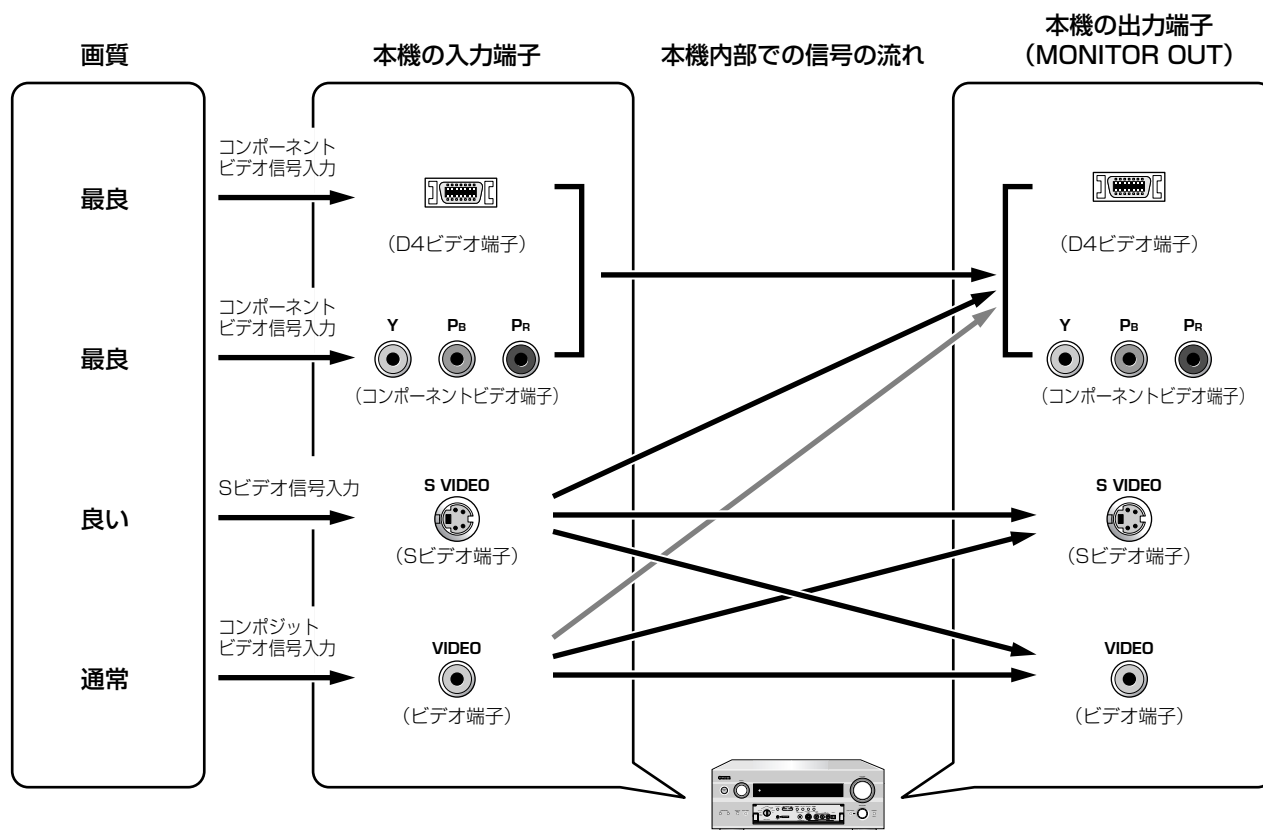 画質
本機の入力端子
本機内部での信号の流れ
本機の出力端子
（MONITOR OUT）
最良
コンポーネント
ビデオ信号入力
（D4ビデオ端子）
（D4ビデオ端子）
最良
コンポーネント
ビデオ信号入力
Y PB PR
（コンポーネントビデオ端子）
Y PB PR
（コンポーネントビデオ端子）
良い
Sビデオ信号入力
S VIDEO
（Sビデオ端子）
S VIDEO
（Sビデオ端子）
通常
コンポジット
ビデオ信号入力
VIDEO
（ビデオ端子）
VIDEO
（ビデオ端子）